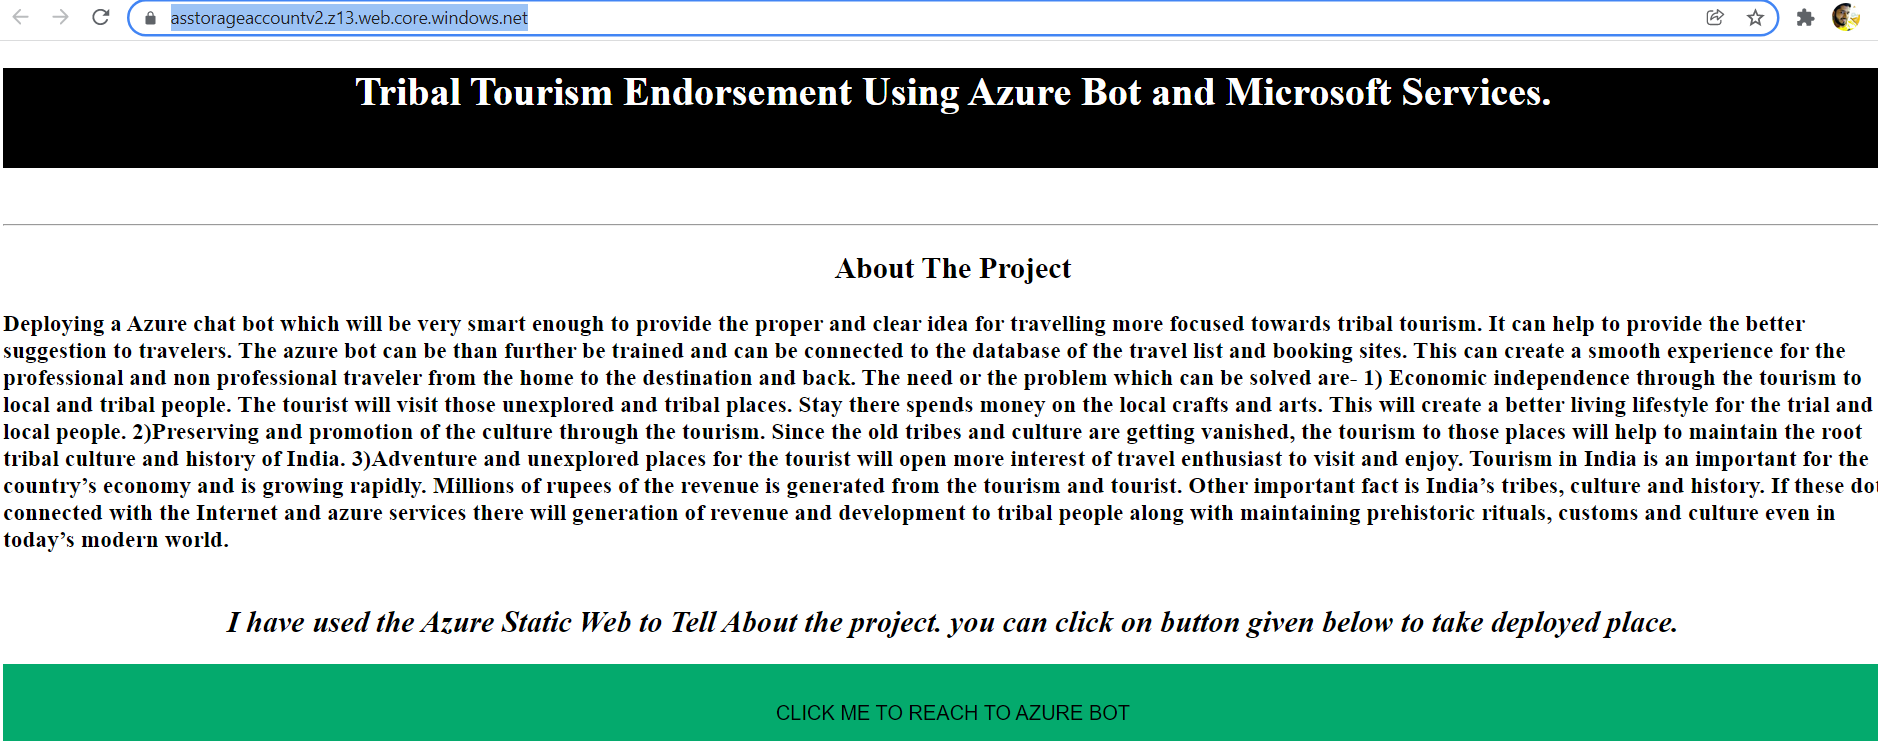 asstorageaccountv2.z13.web.core.windows.net
Tribal Tourism Endorsement Using Azure Bot and Microsoft Services.
About The Project
Deploying a Azure chat bot which will be very smart enough to provide the proper and clear idea for travelling more focused towards tribal tourism. It can help to provide the better
suggestion to travelers. The azure bot can be than further be trained and can be connected to the database of the travel list and booking sites. This can create a smooth experience for the
professional and non professional traveler from the home to the destination and back. The need or the problem which can be solved are- 1) Economic independence through the tourism to
local and tribal people. The tourist will visit those unexplored and tribal places. Stay there spends money on the local crafts and arts. This will create a better living lifestyle for the trial and
local people. 2)Preserving and promotion of the culture through the tourism. Since the old tribes and culture are getting vanished, the tourism to those places will help to maintain the root
tribal culture and history of India. 3)Adventure and unexplored places for the tourist will open more interest of travel enthusiast to visit and enjoy. Tourism in India is an important for the
country’s economy and is growing rapidly. Millions of rupees of the revenue is generated from the tourism and tourist. Other important fact is India’s tribes, culture and history. If these
connected with the Internet and azure services there will generation of revenue and development to tribal people along with maintaining prehistoric rituals, customs and culture even in
today’s modern world.
I have used the Azure Static Web to Tell About the project. you can click on button given below to take deployed place.
CLICK ME TO REACH TO AZURE BOT